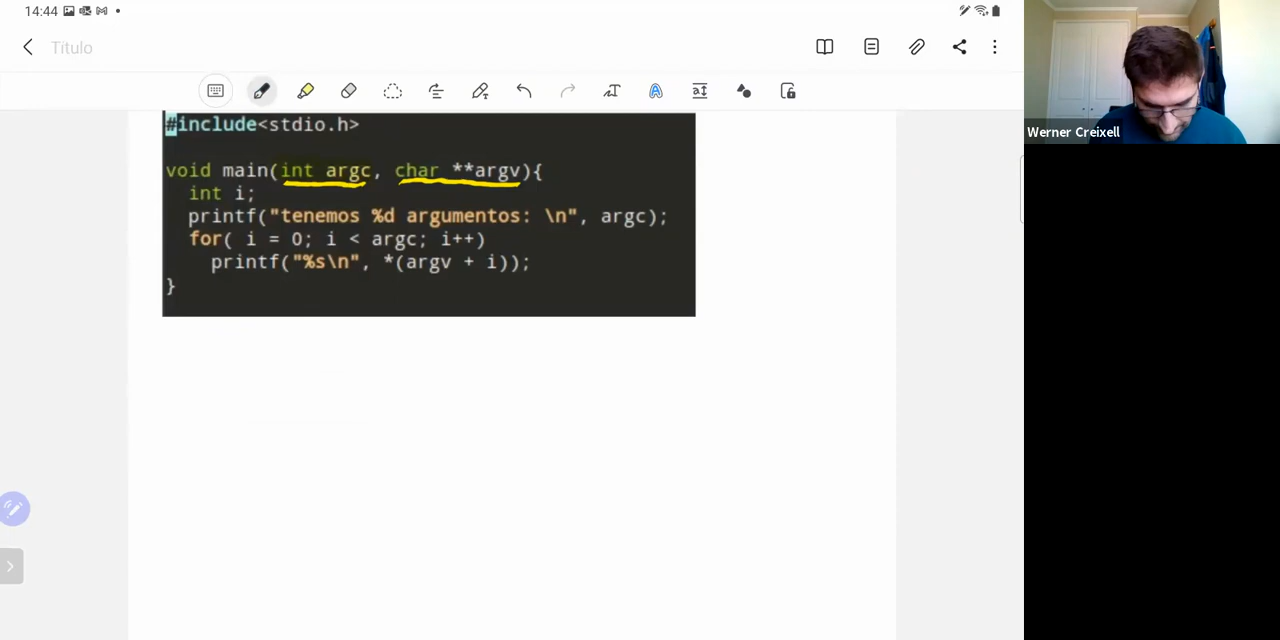 14:44
Título
#include<stdio.h>
void main(int argc, char **argv){
int i;
printf("tenemos %d argumentos: \n", argc);
for( i = 0; i < argc; i++)
printf("%s\n", *(argv + i));
}
Werner Creixell